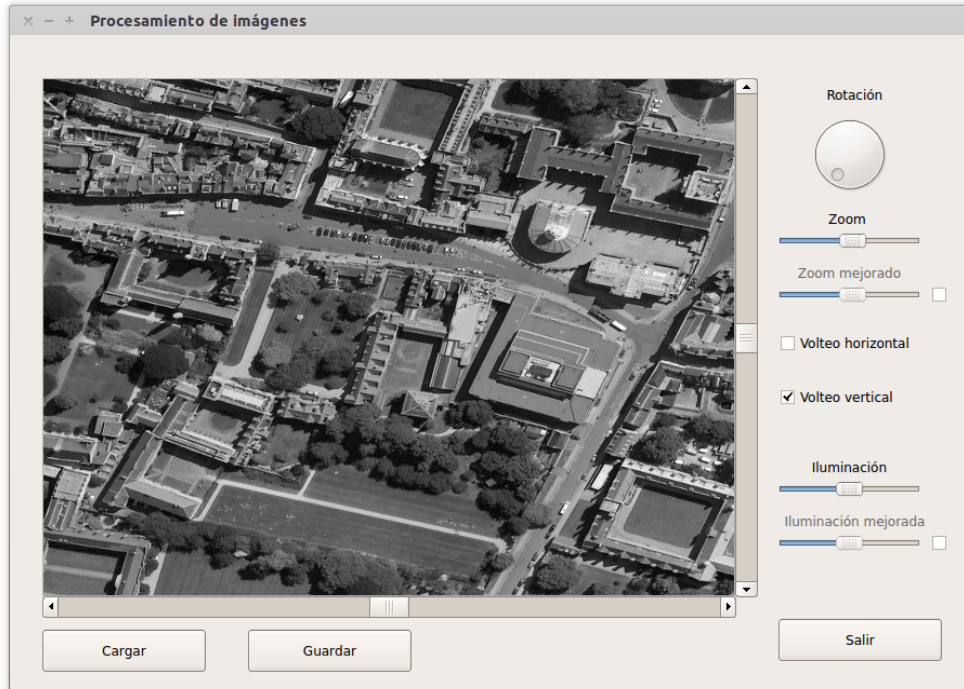 Procesamiento de imágenes
Rotación
Zoom
Zoom mejorado
Volteo horizontal
Volteo vertical
Iluminación
Iluminación mejorada
Cargar
Guardar
Salir